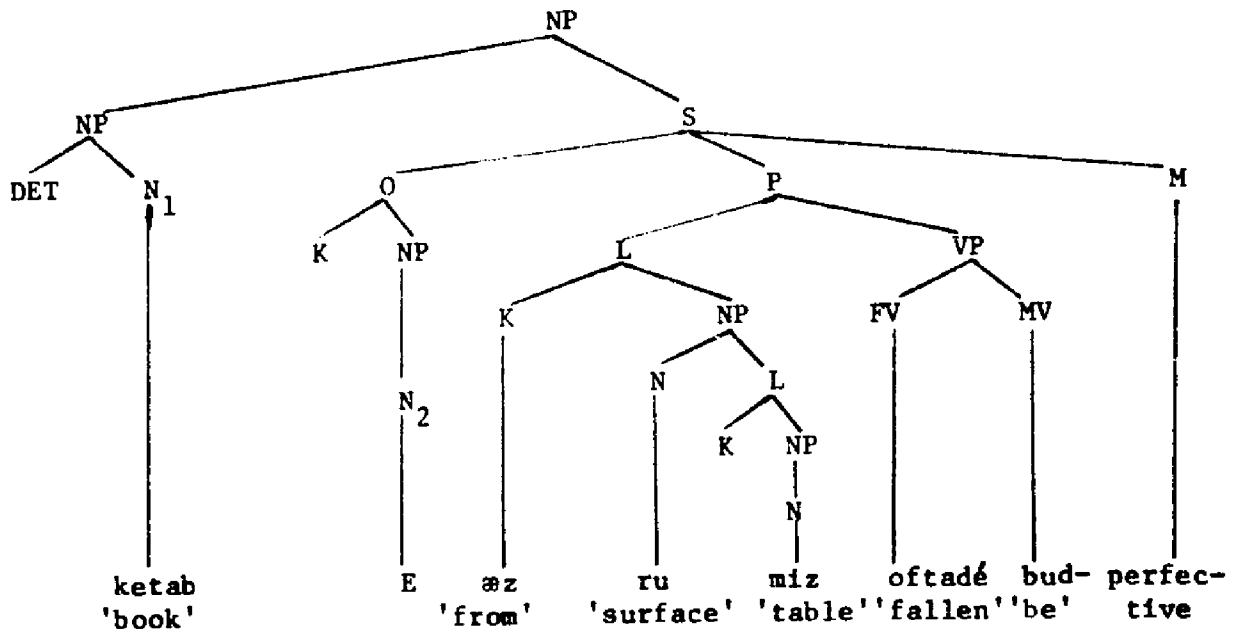 NP
NP S
DET N1 O P M
K NP L VP
K NP FV MV
N2 N L
K NP
N
ketab E æz ru miz oftadé bud- perfec-
'book' 'from' 'surface' 'table' 'fallen' 'be' tive